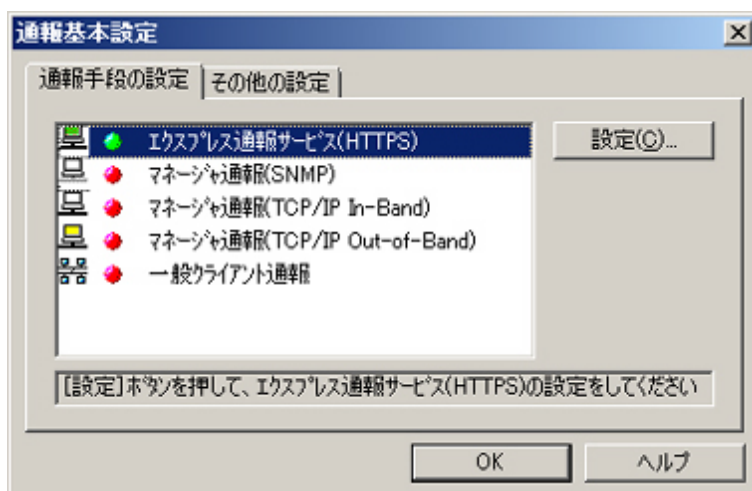 通報基本設定
通報手段の設定 その他の設定
エクスプレス通報サービス(HTTPS)
設定(C)...
マネージャ通報(SNMP)
マネージャ通報(TCP/IP In-Band)
マネージャ通報(TCP/IP Out-of-Band)
一般クライアント通報
[設定]ボタンを押して、エクスプレス通報サービス(HTTPS)の設定をしてください
OK ヘルプ